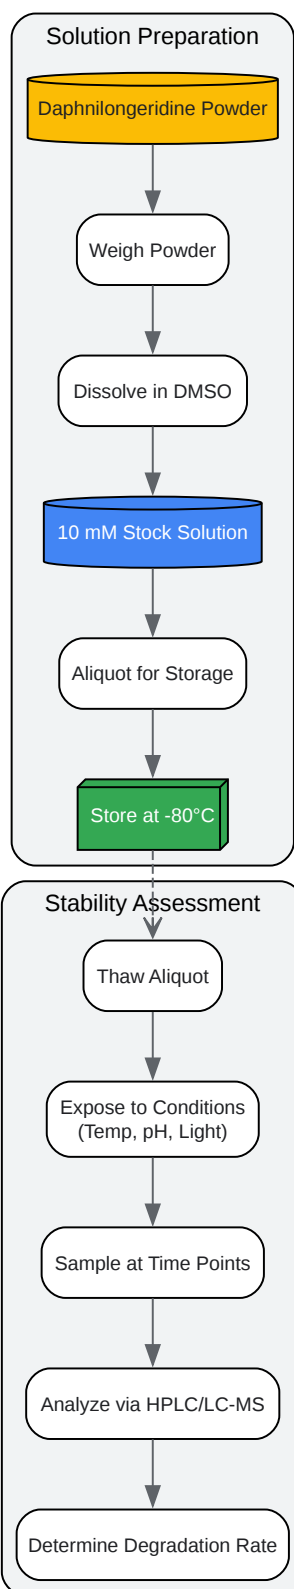 Solution Preparation
Daphnilongeridine Powder
Weigh Powder
Dissolve in DMSO
10 mM Stock Solution
Aliquot for Storage
Store at -80°C
Stability Assessment
Thaw Aliquot
Expose to Conditions
(Temp, pH, Light)
Sample at Time Points
Analyze via HPLC/LC-MS
Determine Degradation Rate